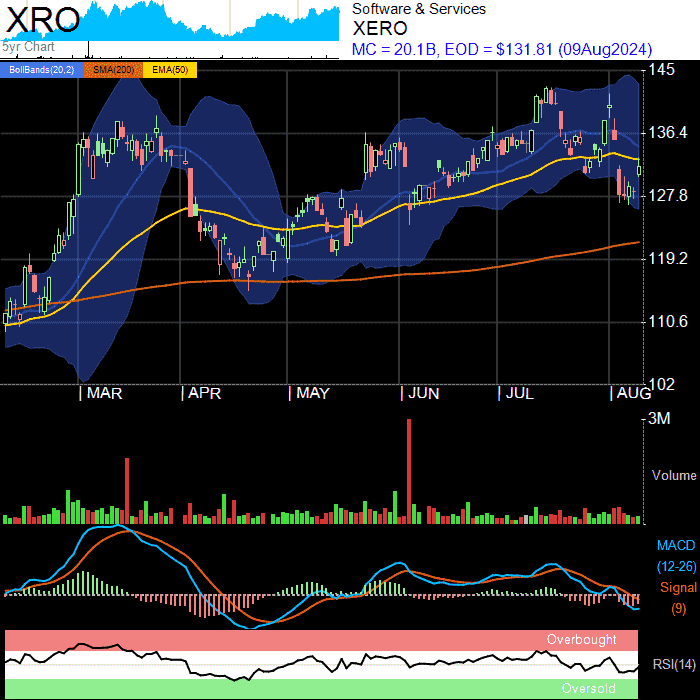 XRO
Software & Services
XERO
5yr Chart
MC = 20.1B, EOD = $131.81 (09Aug2024)
BollBands(20,2) SMA(200) EMA(50)
145
136.4
127.8
119.2
110.6
102
| MAR | APR | MAY | JUN | JUL | AUG
3M
Volume
MACD
(12-26)
Signal
(9)
Overbought
RSI(14)
Oversold